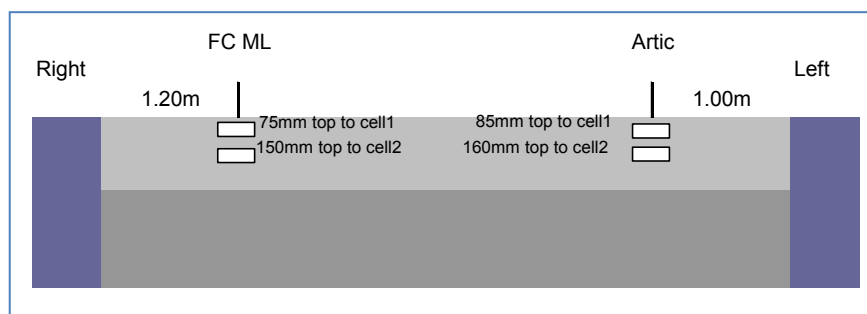 FC ML
Artic
Right
Left
1.20m
1.00m
75mm top to cell1
85mm top to cell1
150mm top to cell2
160mm top to cell2